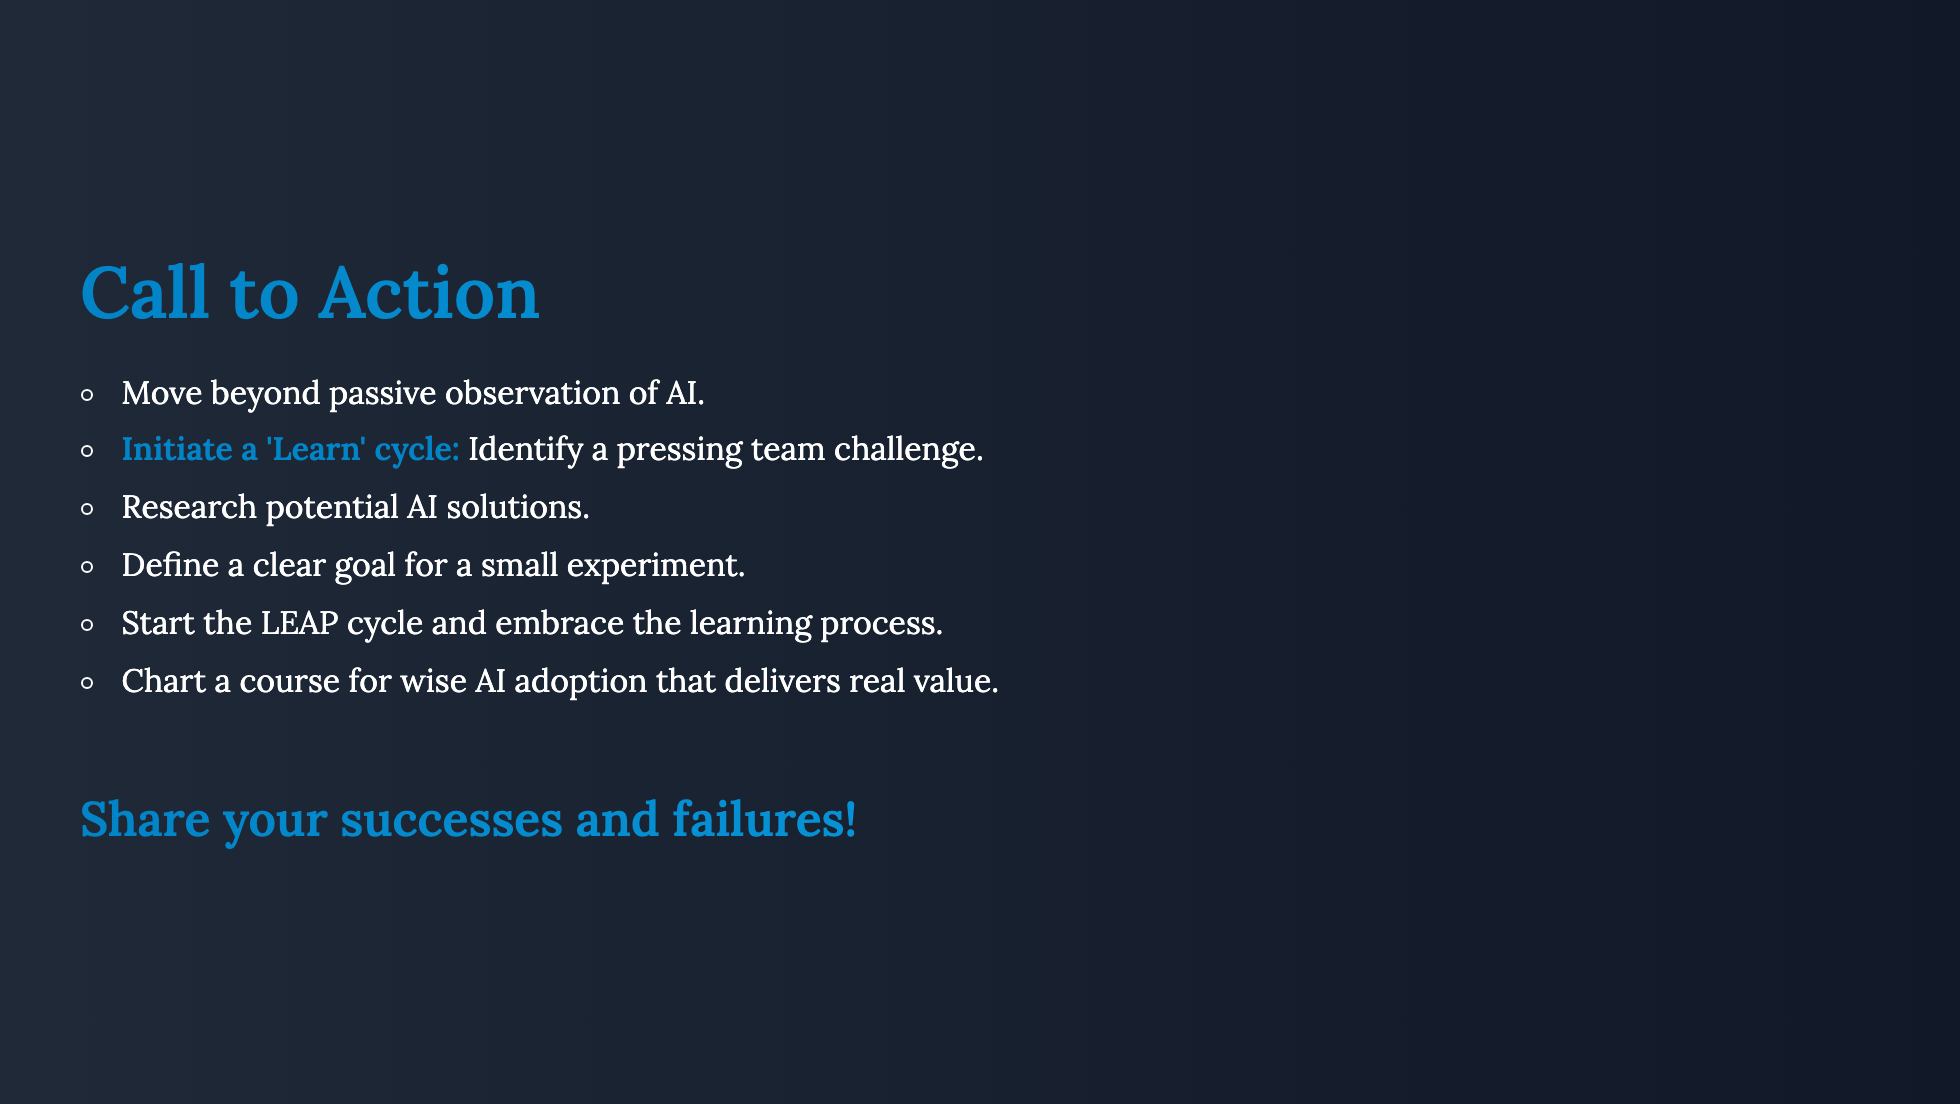 Call to Action
Move beyond passive observation of AI.
Initiate a 'Learn' cycle: Identify a pressing team challenge.
Research potential AI solutions.
Define a clear goal for a small experiment.
Start the LEAP cycle and embrace the learning process.
Chart a course for wise AI adoption that delivers real value.
Share your successes and failures!